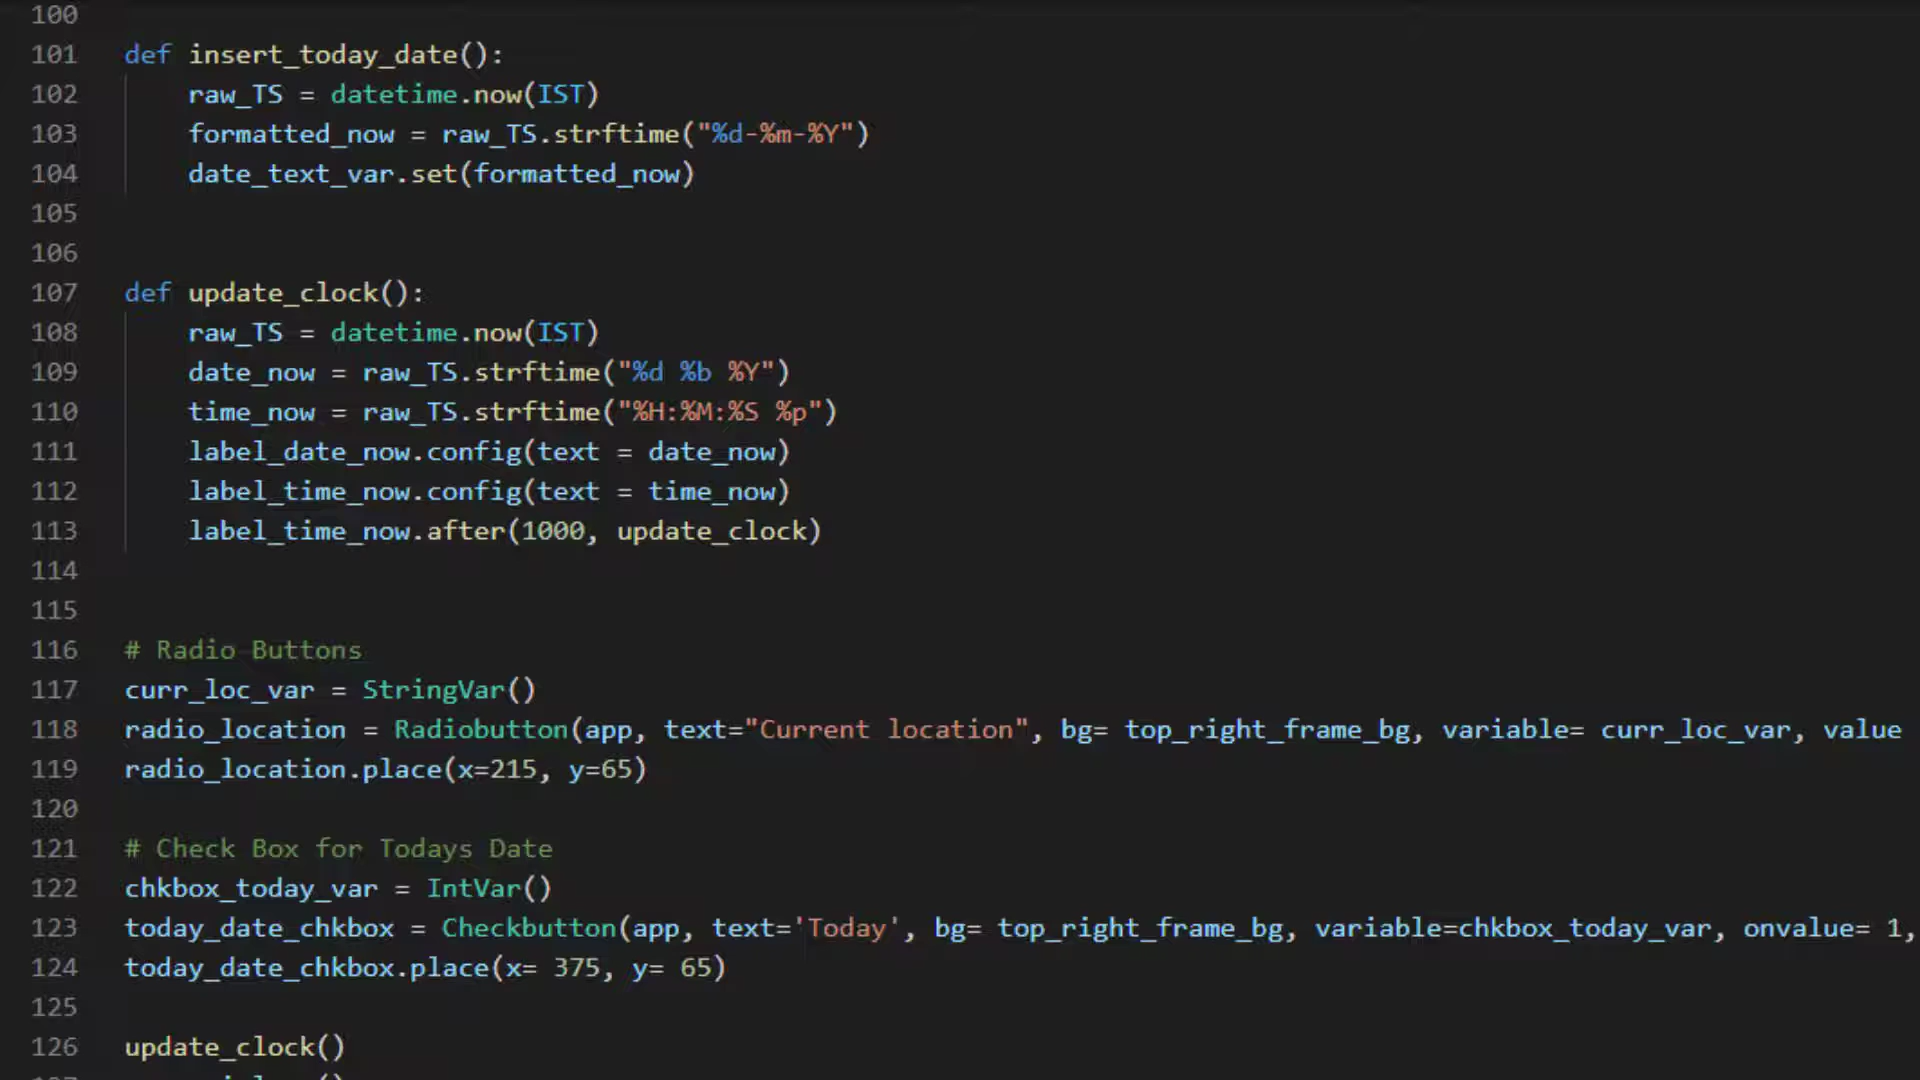 100
101 def insert_today_date():
102 raw_TS = datetime.now(IST)
103 formatted_now = raw_TS.strftime("%d-%m-%Y")
104 date_text_var.set(formatted_now)
105
106
107 def update_clock():
108 raw_TS = datetime.now(IST)
109 date_now = raw_TS.strftime("%d %b %Y")
110 time_now = raw_TS.strftime("%H:%M:%S %p")
111 label_date_now.config(text = date_now)
112 label_time_now.config(text = time_now)
113 label_time_now.after(1000, update_clock)
114
115
116 # Radio Buttons
117 curr_loc_var = StringVar()
118 radio_location = Radiobutton(app, text="Current location", bg= top_right_frame_bg, variable= curr_loc_var, value
119 radio_location.place(x=215, y=65)
120
121 # Check Box for Todays Date
122 chkbox_today_var = IntVar()
123 today_date_chkbox = Checkbutton(app, text='Today', bg= top_right_frame_bg, variable=chkbox_today_var, onvalue= 1,
124 today_date_chkbox.place(x= 375, y= 65)
125
126 update_clock()